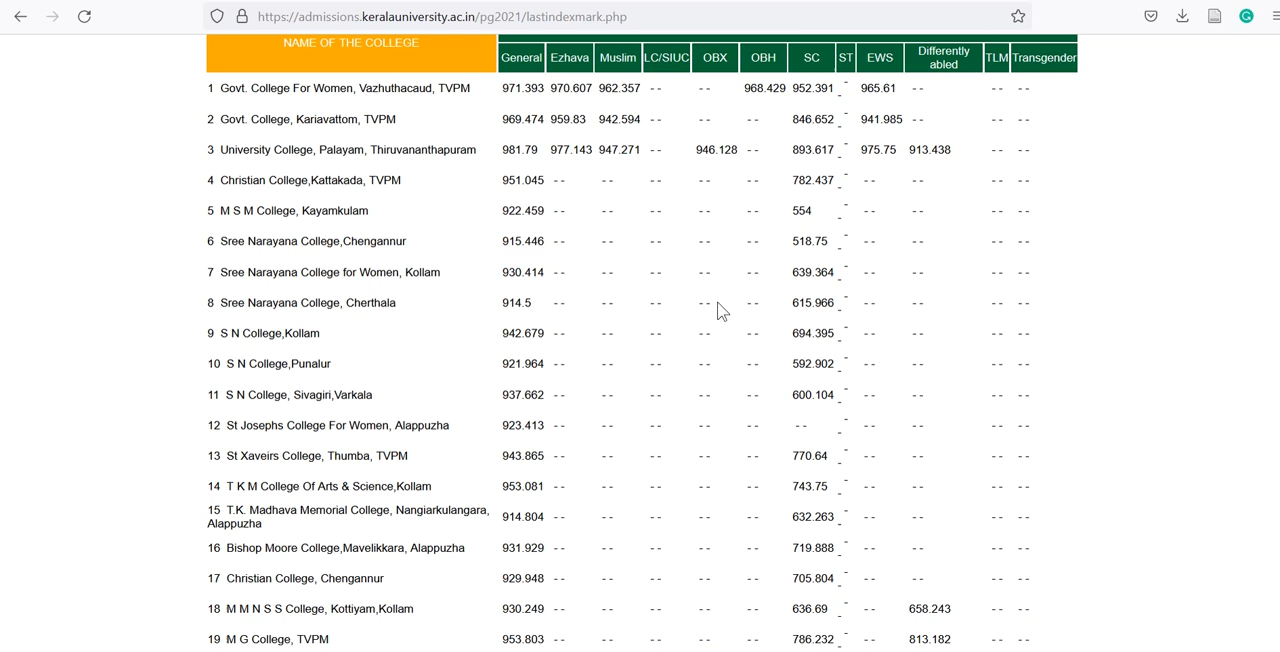 https://admissions.keralauniversity.ac.in/pg2021/lastindexmark.php
NAME OF THE COLLEGE General Ezhava Muslim LC/SIUC OBX OBH SC ST EWS Differently abled TLM Transgender
1 Govt. College For Women, Vazhuthacaud, TVPM 971.393 970.607 962.357 -- -- 968.429 952.391 -- 965.61 -- -- --
2 Govt. College, Kariavattom, TVPM 969.474 959.83 942.594 -- -- -- 846.652 -- 941.985 -- -- --
3 University College, Palayam, Thiruvananthapuram 981.79 977.143 947.271 -- 946.128 -- 893.617 -- 975.75 913.438 -- --
4 Christian College,Kattakada, TVPM 951.045 -- -- -- -- -- 782.437 -- -- -- -- --
5 M S M College, Kayamkulam 922.459 -- -- -- -- -- 554 -- -- -- -- --
6 Sree Narayana College,Chengannur 915.446 -- -- -- -- -- 518.75 -- -- -- -- --
7 Sree Narayana College for Women, Kollam 930.414 -- -- -- -- -- 639.364 -- -- -- -- --
8 Sree Narayana College, Cherthala 914.5 -- -- -- -- -- 615.966 -- -- -- -- --
9 S N College,Kollam 942.679 -- -- -- -- -- 694.395 -- -- -- -- --
10 S N College,Punalur 921.964 -- -- -- -- -- 592.902 -- -- -- -- --
11 S N College, Sivagiri,Varkala 937.662 -- -- -- -- -- 600.104 -- -- -- -- --
12 St Josephs College For Women, Alappuzha 923.413 -- -- -- -- -- -- -- -- -- -- --
13 St Xaveirs College, Thumba, TVPM 943.865 -- -- -- -- -- 770.64 -- -- -- -- --
14 T K M College Of Arts & Science,Kollam 953.081 -- -- -- -- -- 743.75 -- -- -- -- --
15 T.K. Madhava Memorial College, Nangiarkulangara,
Alappuzha 914.804 -- -- -- -- -- 632.263 -- -- -- -- --
16 Bishop Moore College,Mavelikkara, Alappuzha 931.929 -- -- -- -- -- 719.888 -- -- -- -- --
17 Christian College, Chengannur 929.948 -- -- -- -- -- 705.804 -- -- -- -- --
18 M M N S S College, Kottiyam,Kollam 930.249 -- -- -- -- -- 636.69 -- -- 658.243 -- --
19 M G College, TVPM 953.803 -- -- -- -- -- 786.232 -- -- 813.182 -- --